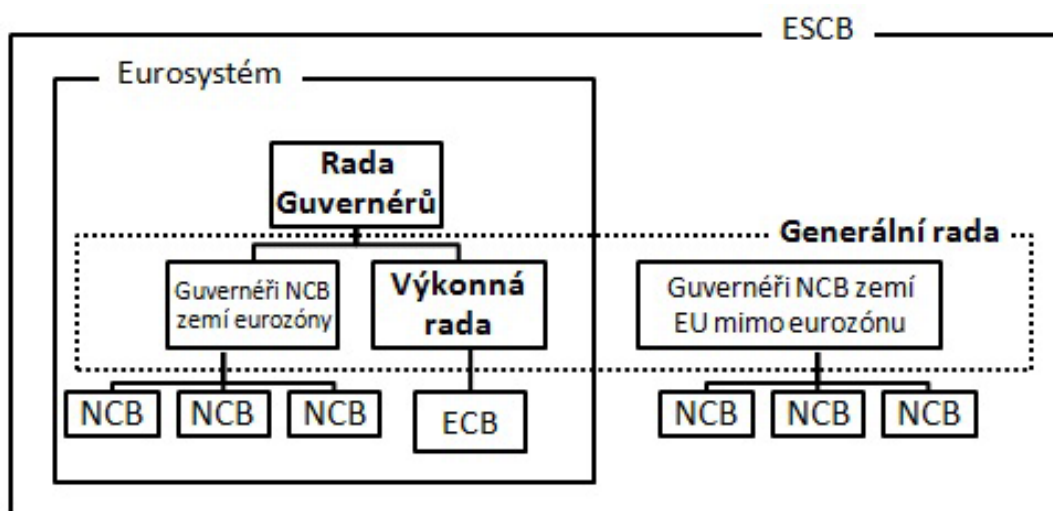 ESCB
Eurosystém
Rada
Guvernérů
Generální rada
Guvernéři NCB
zemí eurozóny
Výkonná
rada
Guvernéři NCB zemí
EU mimo eurozónu
NCB
NCB
NCB
ECB
NCB
NCB
NCB